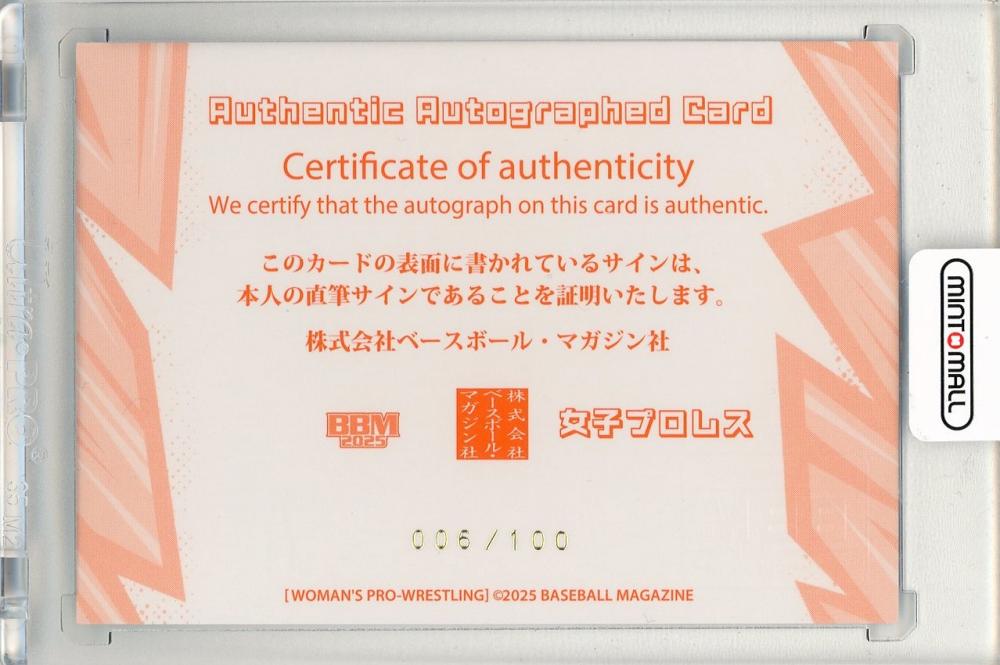 Authentic Autographed Card
Certificate of authenticity
We certify that the autograph on this card is authentic.
このカードの表面に書かれているサインは、
本人の直筆サインであることを証明いたします。
株式会社ベースボール・マガジン社
BBM
2025
株式会社
ベースボール・
マガジン社
女子プロレス
006/100
[WOMAN'S PRO-WRESTLING] ©2025 BASEBALL MAGAZINE
MINTOMALL